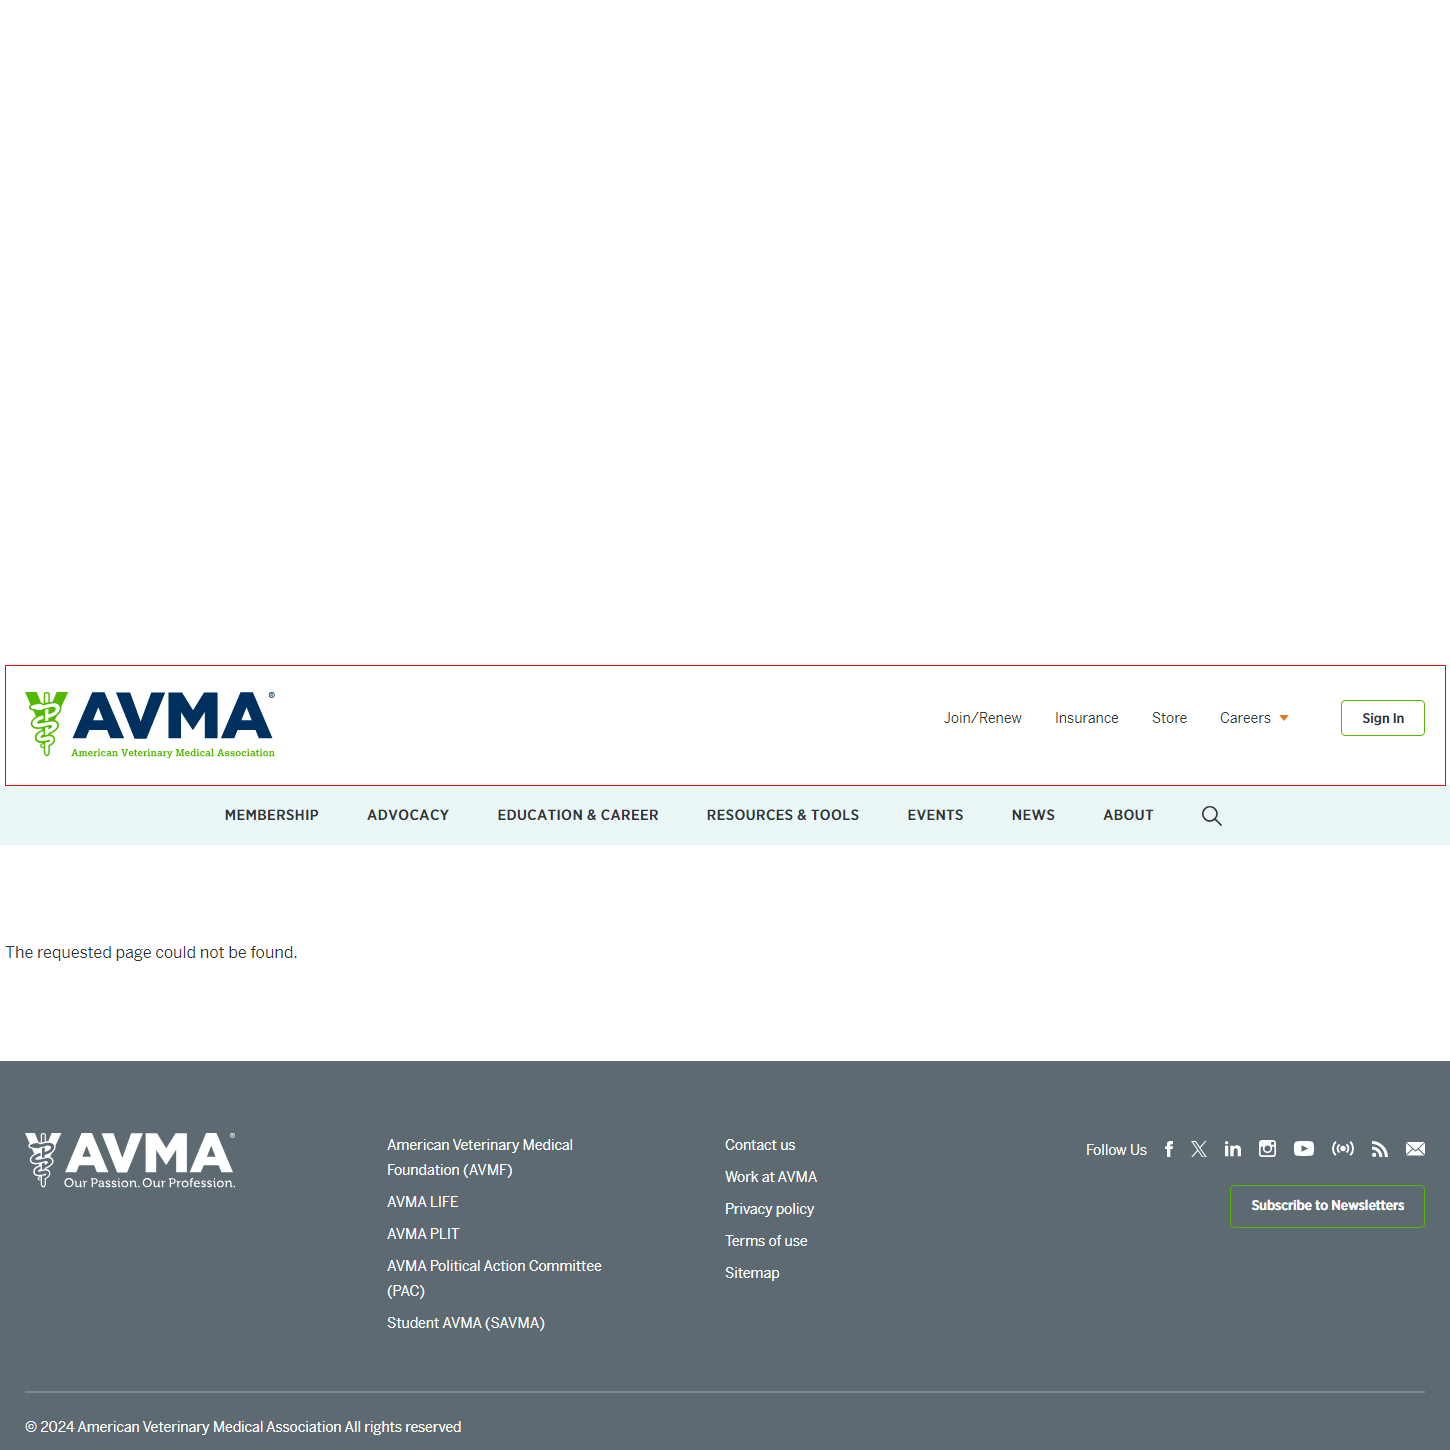 AVMA®
American Veterinary Medical Association
Join/Renew Insurance Store Careers Sign In
MEMBERSHIP ADVOCACY EDUCATION & CAREER RESOURCES & TOOLS EVENTS NEWS ABOUT
The requested page could not be found.
AVMA®
Our Passion. Our Profession.
American Veterinary Medical
Foundation (AVMF)
AVMA LIFE
AVMA PLIT
AVMA Political Action Committee
(PAC)
Student AVMA (SAVMA)
Contact us
Work at AVMA
Privacy policy
Terms of use
Sitemap
Follow Us
Subscribe to Newsletters
© 2024 American Veterinary Medical Association All rights reserved